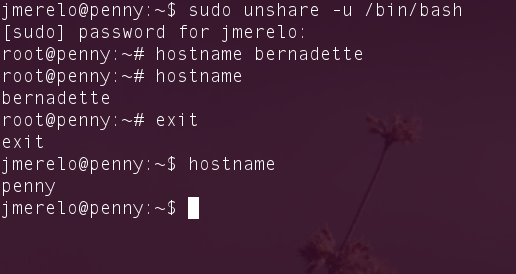 jmerelo@penny:~$ sudo unshare -u /bin/bash
[sudo] password for jmerelo:
root@penny:~# hostname bernadette
root@penny:~# hostname
bernadette
root@penny:~# exit
exit
jmerelo@penny:~$ hostname
penny
jmerelo@penny:~$